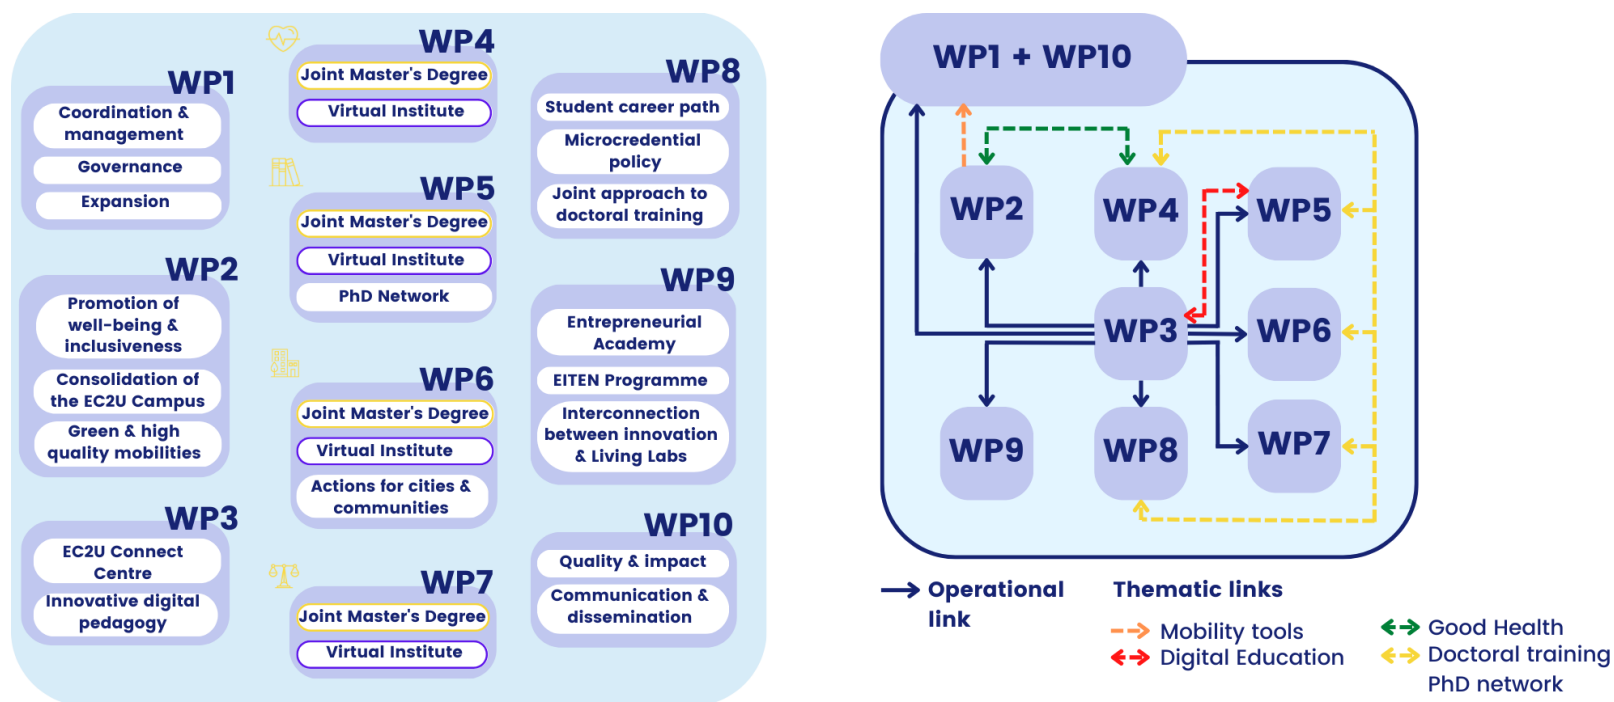 WP1
Coordination &
management
Governance
Expansion
WP2
Promotion of
well-being &
inclusiveness
Consolidation of
the EC2U Campus
Green & high
quality mobilities
WP3
EC2U Connect
Centre
Innovative digital
pedagogy
WP4
Joint Master's Degree
Virtual Institute
WP5
Joint Master's Degree
Virtual Institute
PhD Network
WP6
Joint Master's Degree
Virtual Institute
Actions for cities &
communities
WP7
Joint Master's Degree
Virtual Institute
WP8
Student career path
Microcredential
policy
Joint approach to
doctoral training
WP9
Entrepreneurial
Academy
EITEN Programme
Interconnection
between innovation
& Living Labs
WP10
Quality & impact
Communication &
dissemination
WP1 + WP10
WP2
WP4
WP5
WP3
WP6
WP9
WP8
WP7
Operational
link
Thematic links
Mobility tools
Digital Education
Good Health
Doctoral training
PhD network